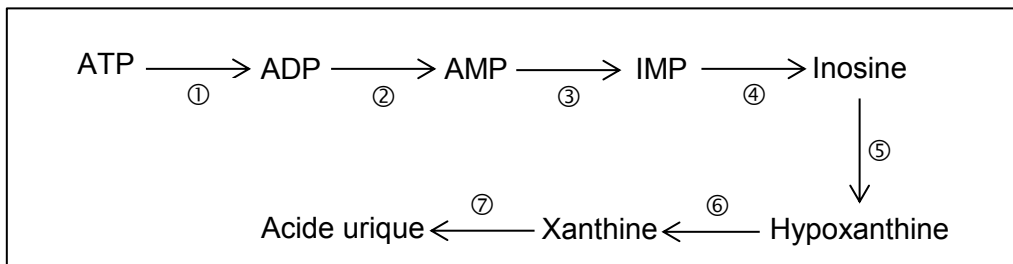 ATP ① ADP ② AMP ③ IMP ④ Inosine
⑤
Acide urique ⑦ Xanthine ⑥ Hypoxanthine